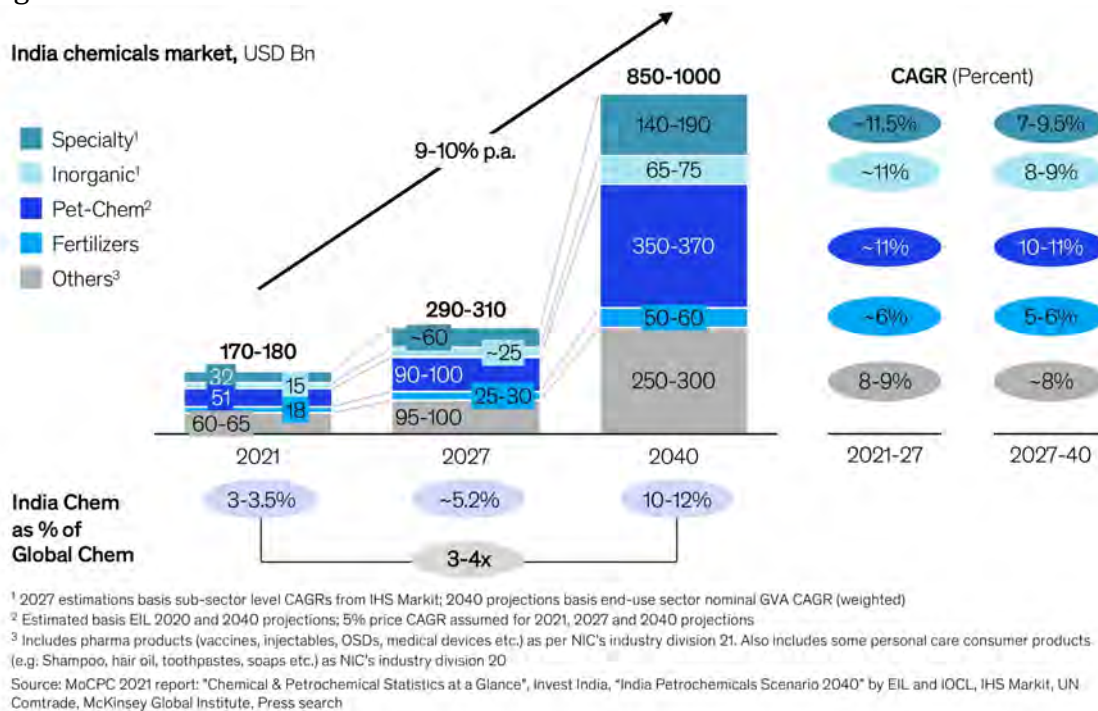 India chemicals market, USD Bn
Specialty¹
Inorganic¹
Pet-Chem²
Fertilizers
Others³
9-10% p.a.
170-180
32
15
51
18
60-65
290-310
~60
~25
90-100
25-30
95-100
850-1000
140-190
65-75
350-370
50-60
250-300
2021
2027
2040
CAGR (Percent)
~11.5%
7-9.5%
~11%
8-9%
~11%
10-11%
~6%
5-6%
8-9%
~8%
2021-27
2027-40
India Chem
as % of
Global Chem
3-3.5%
~5.2%
10-12%
3-4x
¹ 2027 estimations basis sub-sector level CAGRs from IHS Markit; 2040 projections basis end-use sector nominal GVA CAGR (weighted)
² Estimated basis EIL 2020 and 2040 projections; 5% price CAGR assumed for 2021, 2027 and 2040 projections
³ Includes pharma products (vaccines, injectables, OSDs, medical devices etc.) as per NIC's industry division 21. Also includes some personal care consumer products
(e.g. Shampoo, hair oil, toothpastes, soaps etc.) as NIC's industry division 20
Source: MoCPC 2021 report: "Chemical & Petrochemical Statistics at a Glance", Invest India, "India Petrochemicals Scenario 2040" by EIL and IOCL, IHS Markit, UN
Comtrade, McKinsey Global Institute, Press search